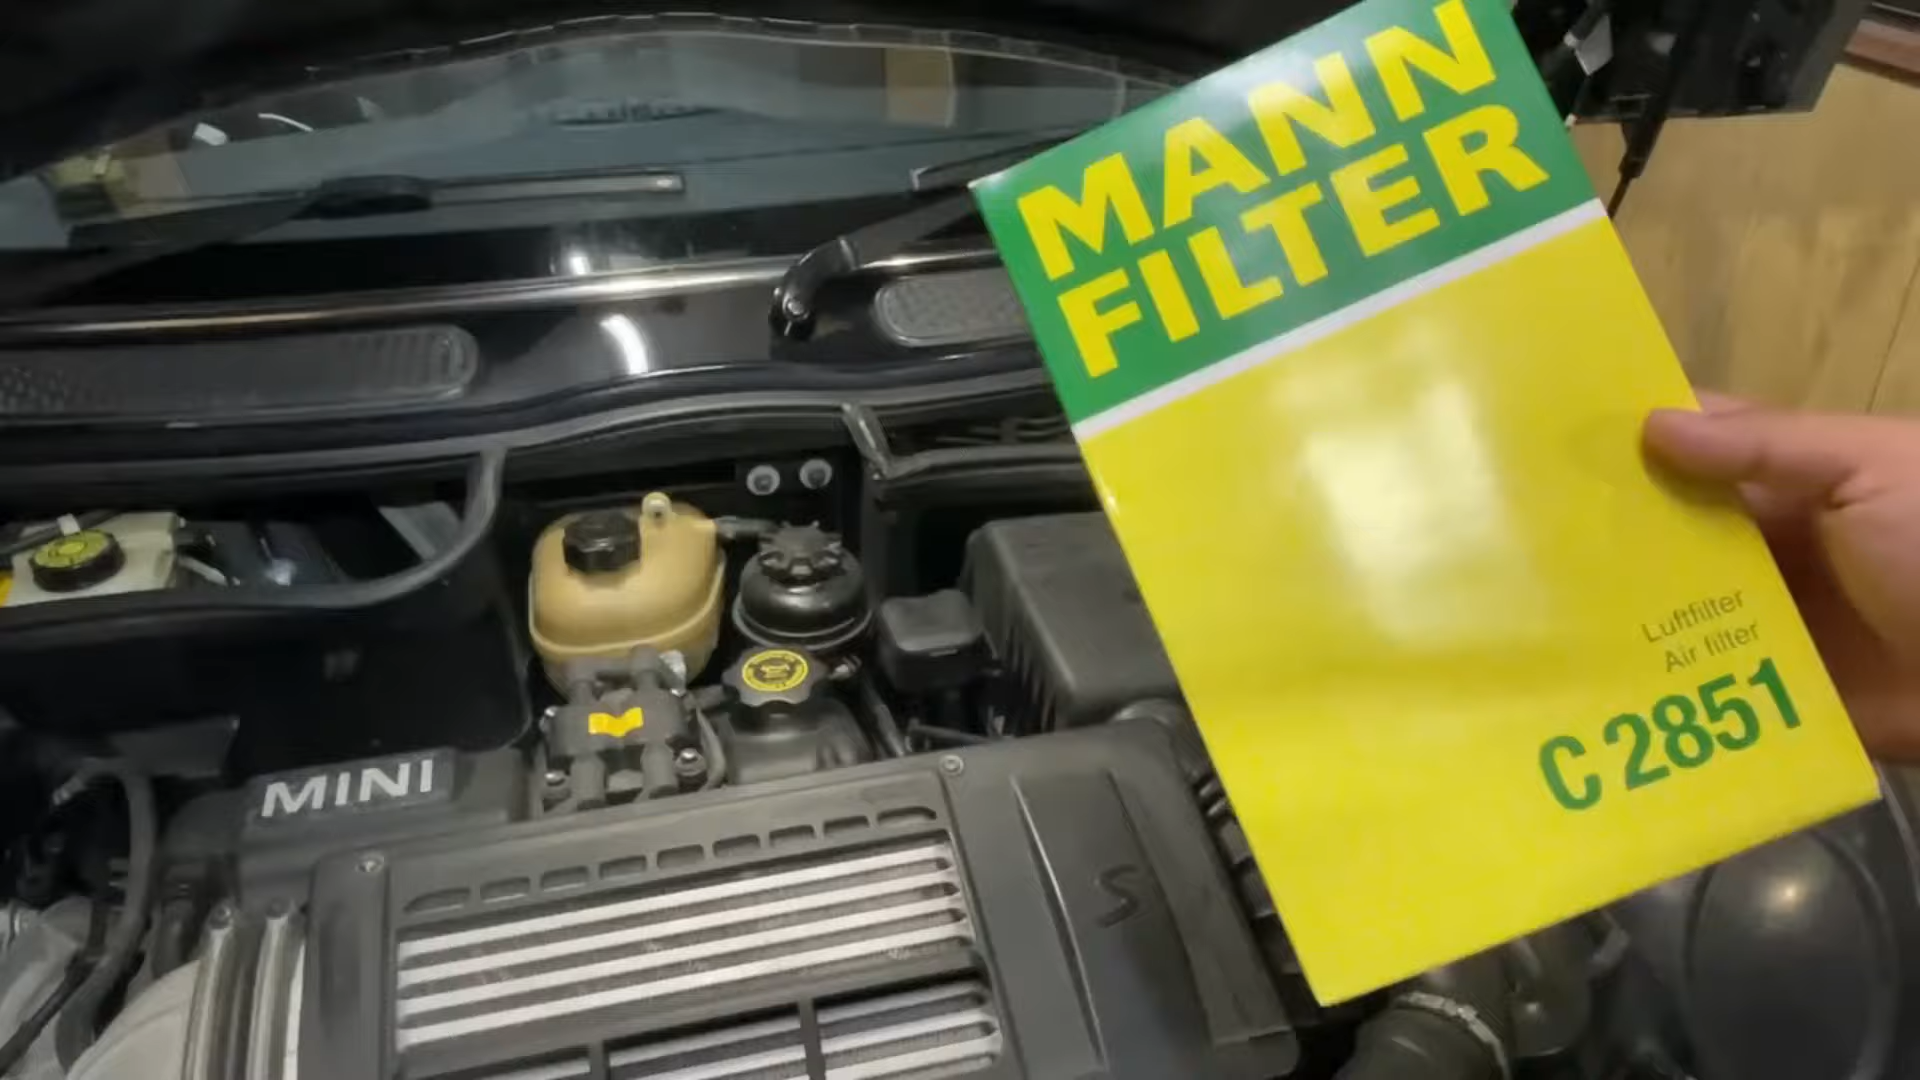 MANN
FILTER
Luftfilter
Air filter
C 2851
MINI
S